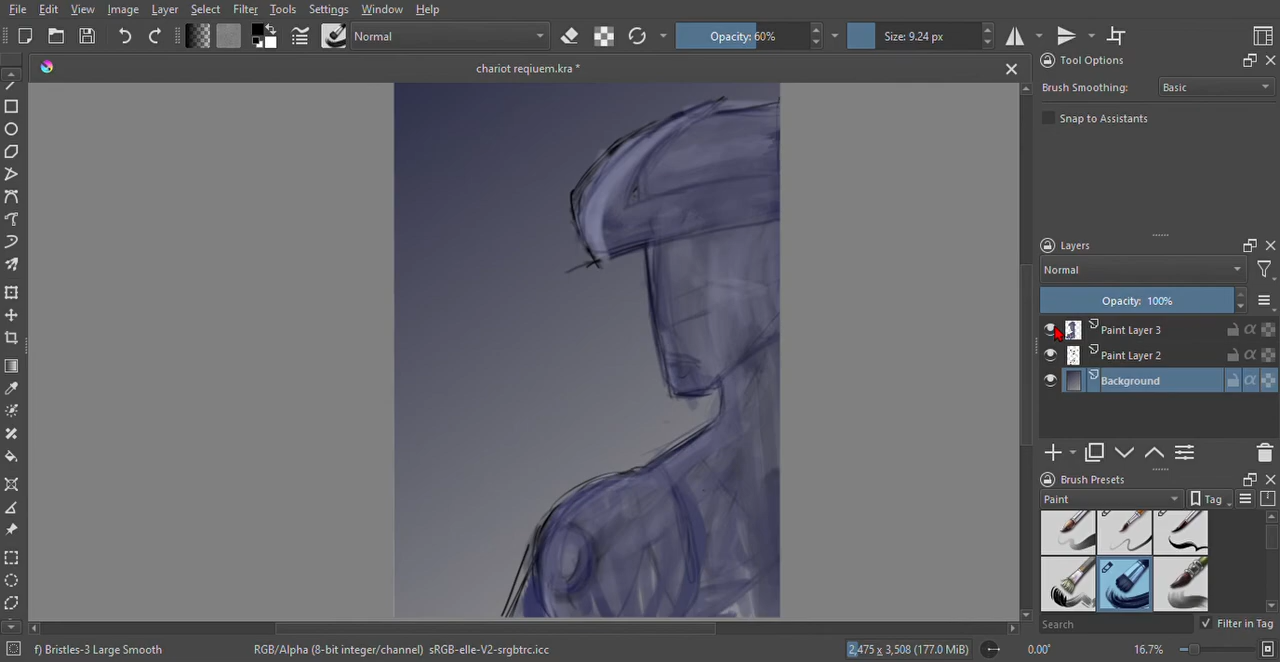 File Edit View Image Layer Select Filter Tools Settings Window Help
Normal Opacity: 60% Size: 9.24 px
chariot reqiuem.kra *
Tool Options
Brush Smoothing: Basic
Snap to Assistants
Layers
Normal
Opacity: 100%
Paint Layer 3
Paint Layer 2
Background
Brush Presets
Paint Tag
Search Filter in Tag
f) Bristles-3 Large Smooth RGB/Alpha (8-bit integer/channel) sRGB-elle-V2-srgbtrc.icc 2,475 x 3,508 (177.0 MiB) 0.00° 16.7%